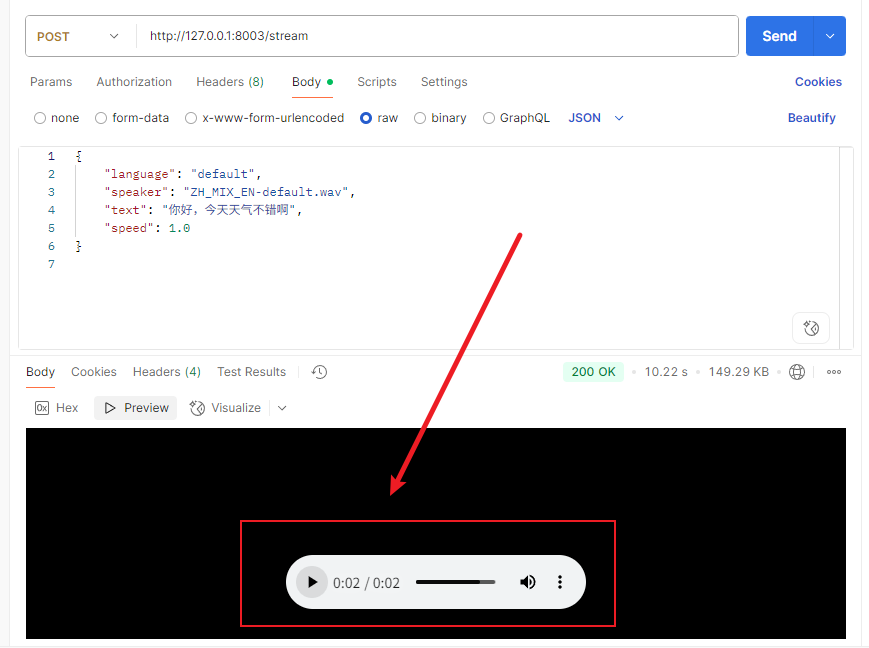 POST http://127.0.0.1:8003/stream Send
Params Authorization Headers (8) Body Scripts Settings Cookies
none form-data x-www-form-urlencoded raw binary GraphQL JSON Beautify
1 {
2 "language": "default",
3 "speaker": "ZH_MIX_EN-default.wav",
4 "text": "你好，今天天气不错啊",
5 "speed": 1.0
6 }
7
Body Cookies Headers (4) Test Results 200 OK 10.22 s 149.29 KB
0x Hex Preview Visualize
0:02 / 0:02